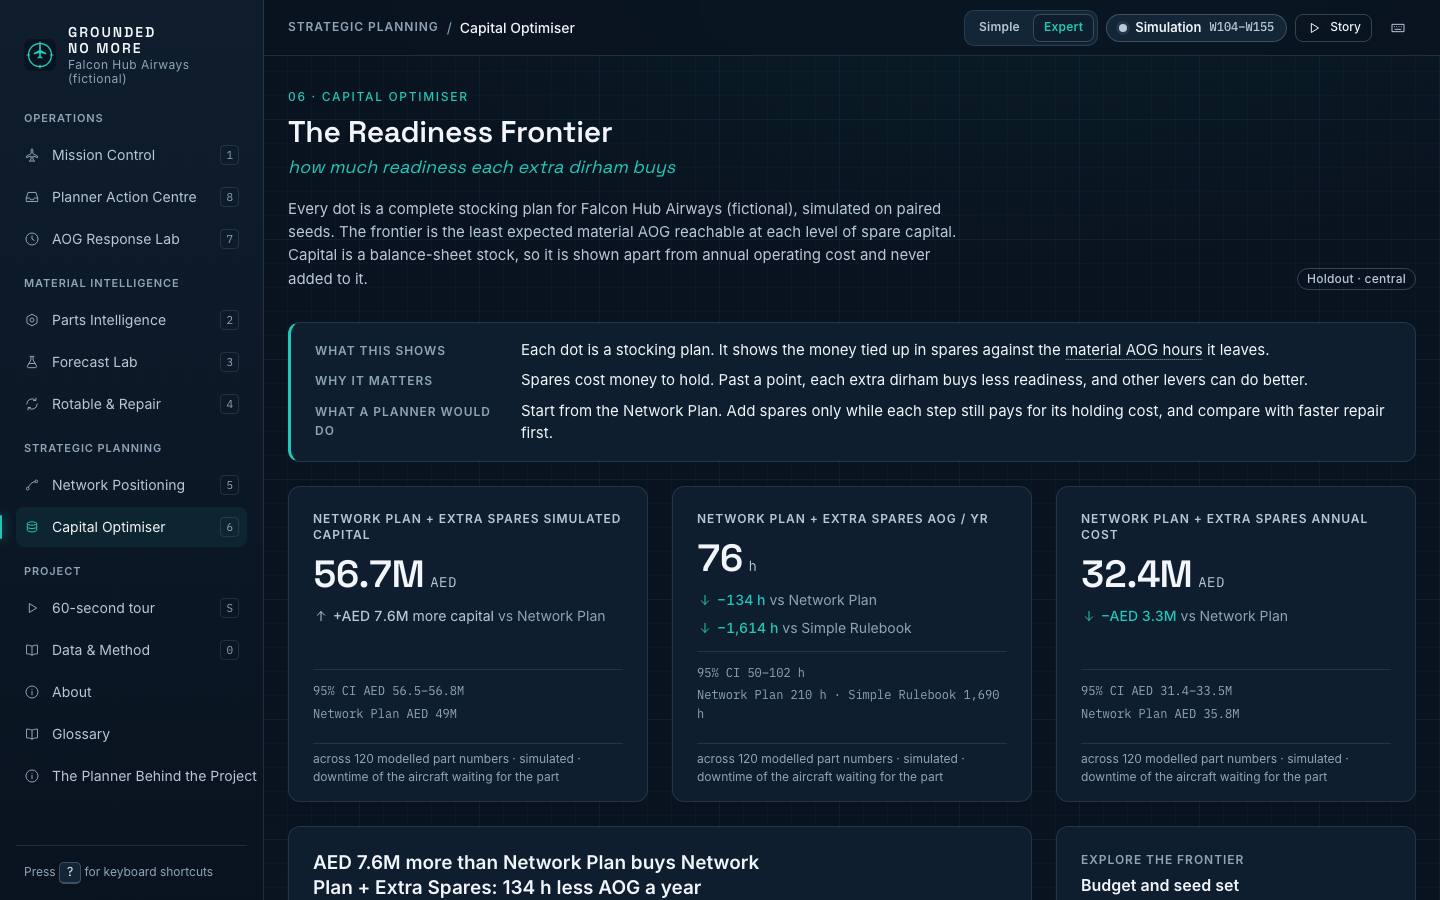 GROUNDED
NO MORE
Falcon Hub Airways
(fictional)
OPERATIONS
Mission Control 1
Planner Action Centre 8
AOG Response Lab 7
MATERIAL INTELLIGENCE
Parts Intelligence 2
Forecast Lab 3
Rotable & Repair 4
STRATEGIC PLANNING
Network Positioning 5
Capital Optimiser 6
PROJECT
60-second tour S
Data & Method 0
About
Glossary
The Planner Behind the Project
Press ? for keyboard shortcuts
STRATEGIC PLANNING / Capital Optimiser
Simple Expert Simulation W104–W155 Story
06 · CAPITAL OPTIMISER
The Readiness Frontier
how much readiness each extra dirham buys
Every dot is a complete stocking plan for Falcon Hub Airways (fictional), simulated on paired
seeds. The frontier is the least expected material AOG reachable at each level of spare capital.
Capital is a balance-sheet stock, so it is shown apart from annual operating cost and never
added to it.
Holdout · central
WHAT THIS SHOWS Each dot is a stocking plan. It shows the money tied up in spares against the material AOG hours it leaves.
WHY IT MATTERS Spares cost money to hold. Past a point, each extra dirham buys less readiness, and other levers can do better.
WHAT A PLANNER WOULD
DO
Start from the Network Plan. Add spares only while each step still pays for its holding cost, and compare with faster repair
first.
NETWORK PLAN + EXTRA SPARES SIMULATED
CAPITAL
56.7M AED
↑ +AED 7.6M more capital vs Network Plan
95% CI AED 56.5–56.8M
Network Plan AED 49M
across 120 modelled part numbers · simulated ·
downtime of the aircraft waiting for the part
NETWORK PLAN + EXTRA SPARES AOG / YR
76 h
↓ −134 h vs Network Plan
↓ −1,614 h vs Simple Rulebook
95% CI 50–102 h
Network Plan 210 h · Simple Rulebook 1,690
h
across 120 modelled part numbers · simulated ·
downtime of the aircraft waiting for the part
NETWORK PLAN + EXTRA SPARES ANNUAL
COST
32.4M AED
↓ −AED 3.3M vs Network Plan
95% CI AED 31.4–33.5M
Network Plan AED 35.8M
across 120 modelled part numbers · simulated ·
downtime of the aircraft waiting for the part
AED 7.6M more than Network Plan buys Network
Plan + Extra Spares: 134 h less AOG a year
EXPLORE THE FRONTIER
Budget and seed set